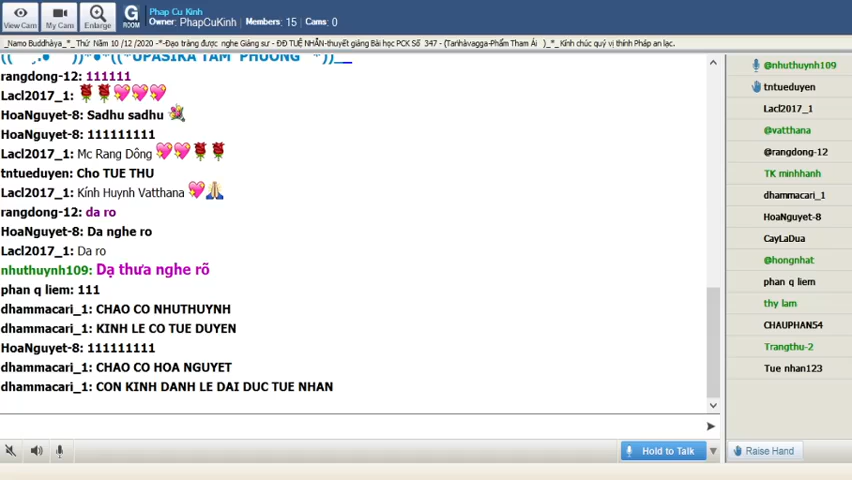 View Cam
My Cam
Enlarge
G
ROOM
Phap Cu Kinh
Owner: PhapCuKinh
Members: 15
Cams: 0
_Namo Buddhàya_*_ Thứ Năm 10 /12 /2020 -*-Đạo tràng được nghe Giảng sư - ĐĐ TUỆ NHẪN-thuyết giảng Bài học PCK Số 347 - (Tanhàvagga-Phẩm Tham Ái )_*_ Kính chúc quý vị thính Pháp an lạc.
*UPASIKA TAM PHUONG
rangdong-12: 111111
Lacl2017_1:
HoaNguyet-8: Sadhu sadhu
HoaNguyet-8: 111111111
Lacl2017_1: Mc Rang Dông
tntueduyen: Cho TUE THU
Lacl2017_1: Kính Huynh Vatthana
rangdong-12: da ro
HoaNguyet-8: Da nghe ro
Lacl2017_1: Da ro
nhuthuynh109: Dạ thưa nghe rõ
phan q liem: 111
dhammacari_1: CHAO CO NHUTHUYNH
dhammacari_1: KINH LE CO TUE DUYEN
HoaNguyet-8: 111111111
dhammacari_1: CHAO CO HOA NGUYET
dhammacari_1: CON KINH DANH LE DAI DUC TUE NHAN
Hold to Talk
@nhuthuynh109
tntueduyen
Lacl2017_1
@vatthana
@rangdong-12
TK minhhanh
dhammacari_1
HoaNguyet-8
CayLaDua
@hongnhat
phan q liem
thy lam
CHAUPHAN54
Trangthu-2
Tue nhan123
Raise Hand